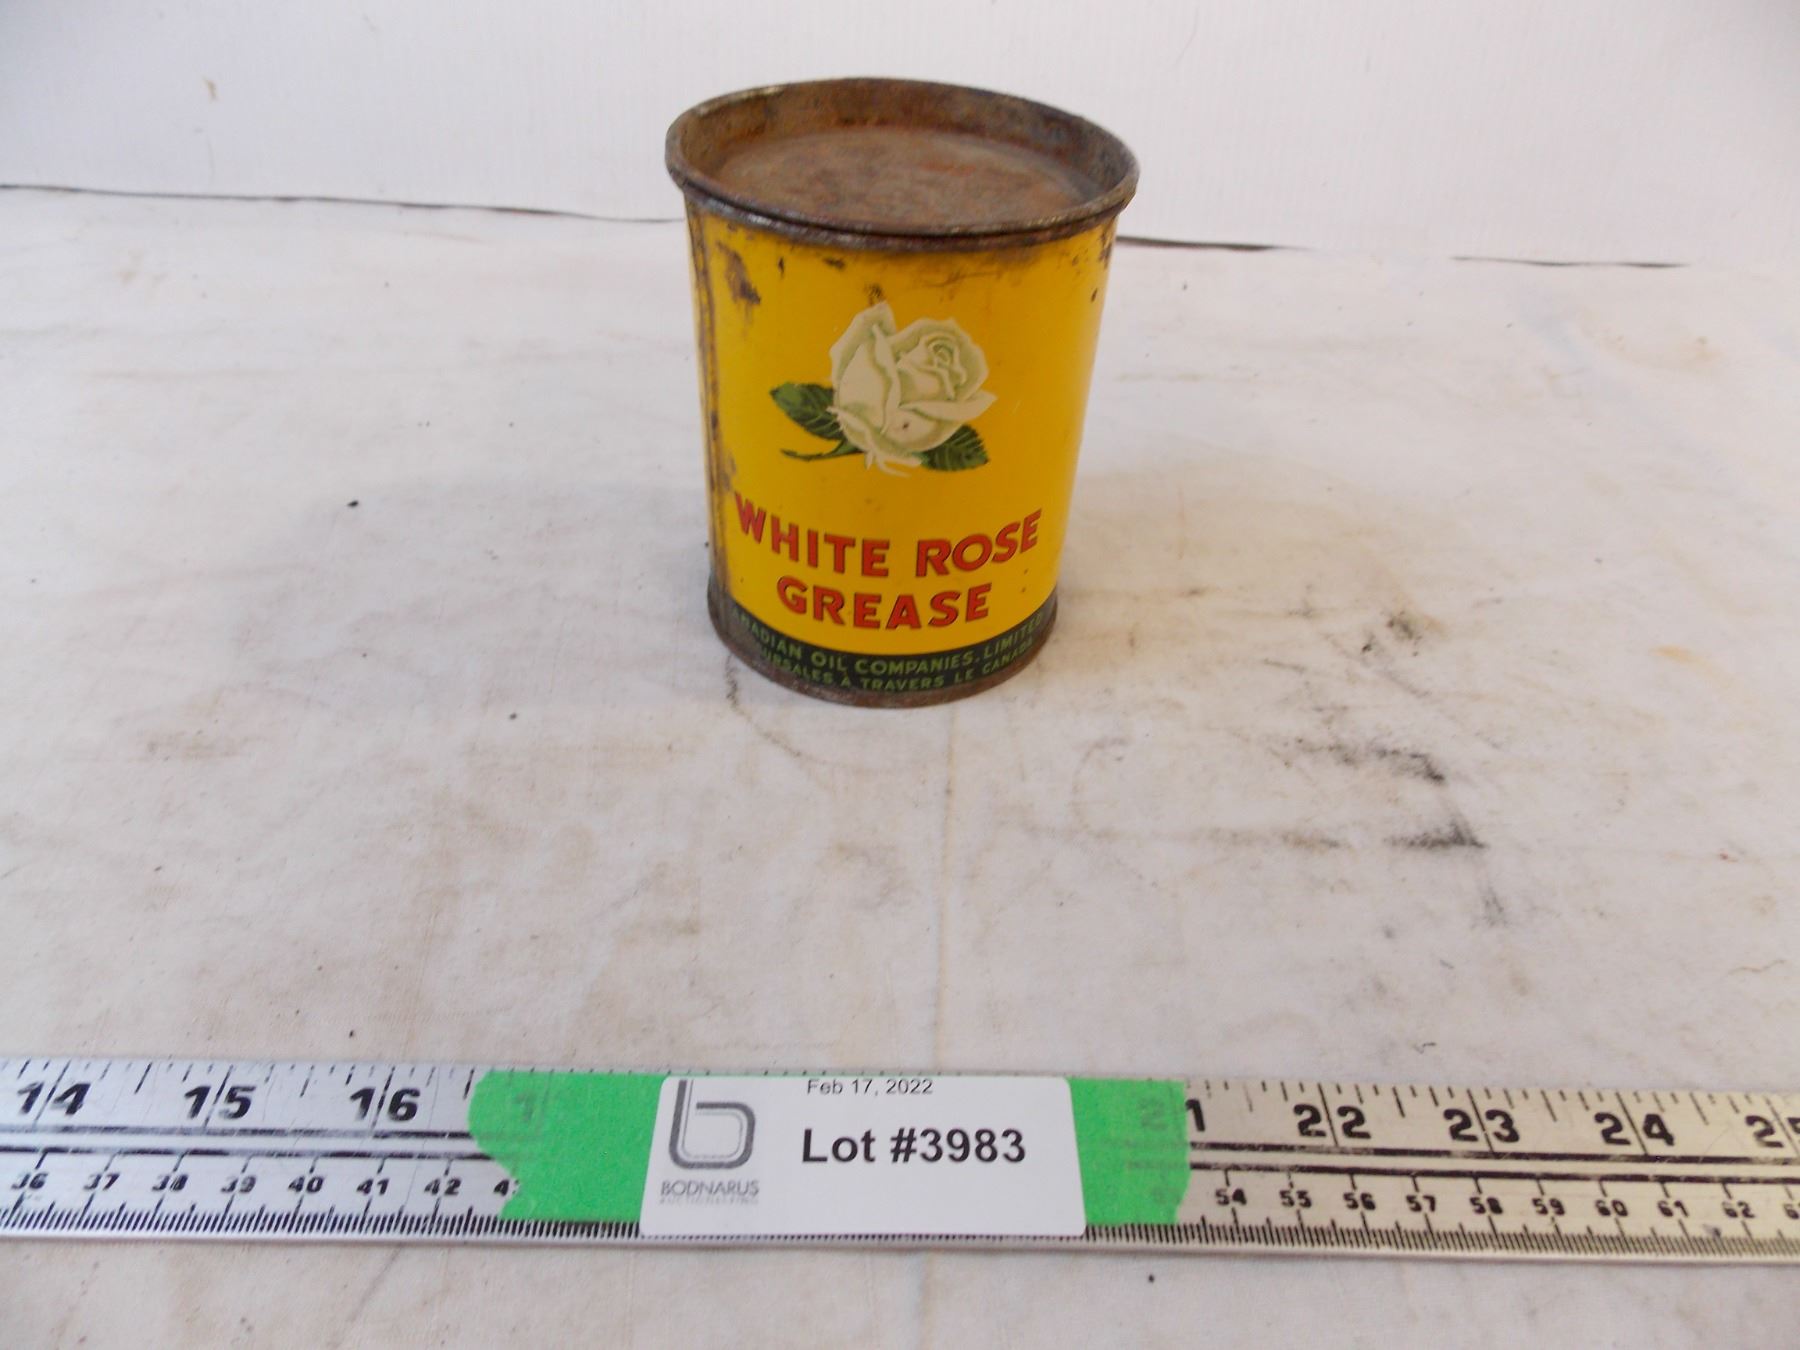 WHITE ROSE
GREASE
CANADIAN OIL COMPANIES, LIMITED
À TRAVERS LE CANADA
14 15 16 21 22 23 24
36 37 38 39 40 41 42 54 55 56 57 58 59 60 61 62
Feb 17, 2022
Lot #3983
BODNARUS
AUCTIONEERING